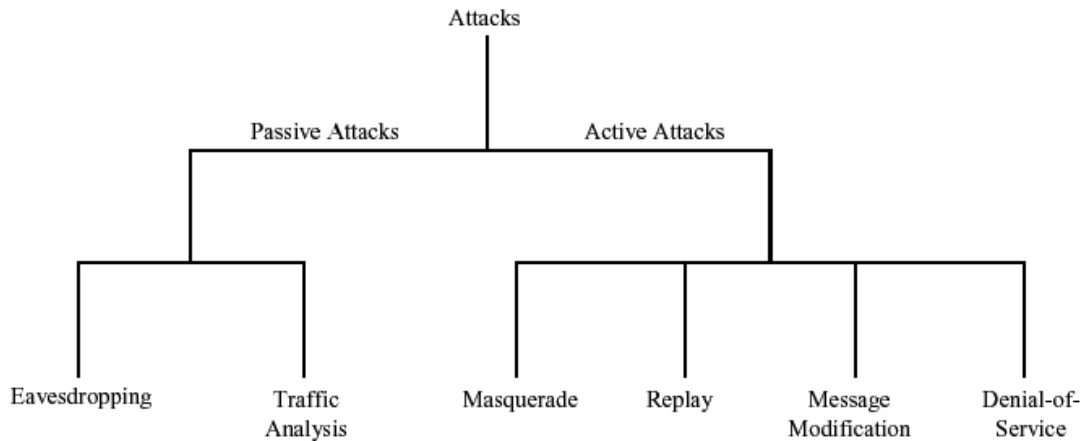 Attacks
Passive Attacks
Active Attacks
Eavesdropping
Traffic
Analysis
Masquerade
Replay
Message
Modification
Denial-of-
Service